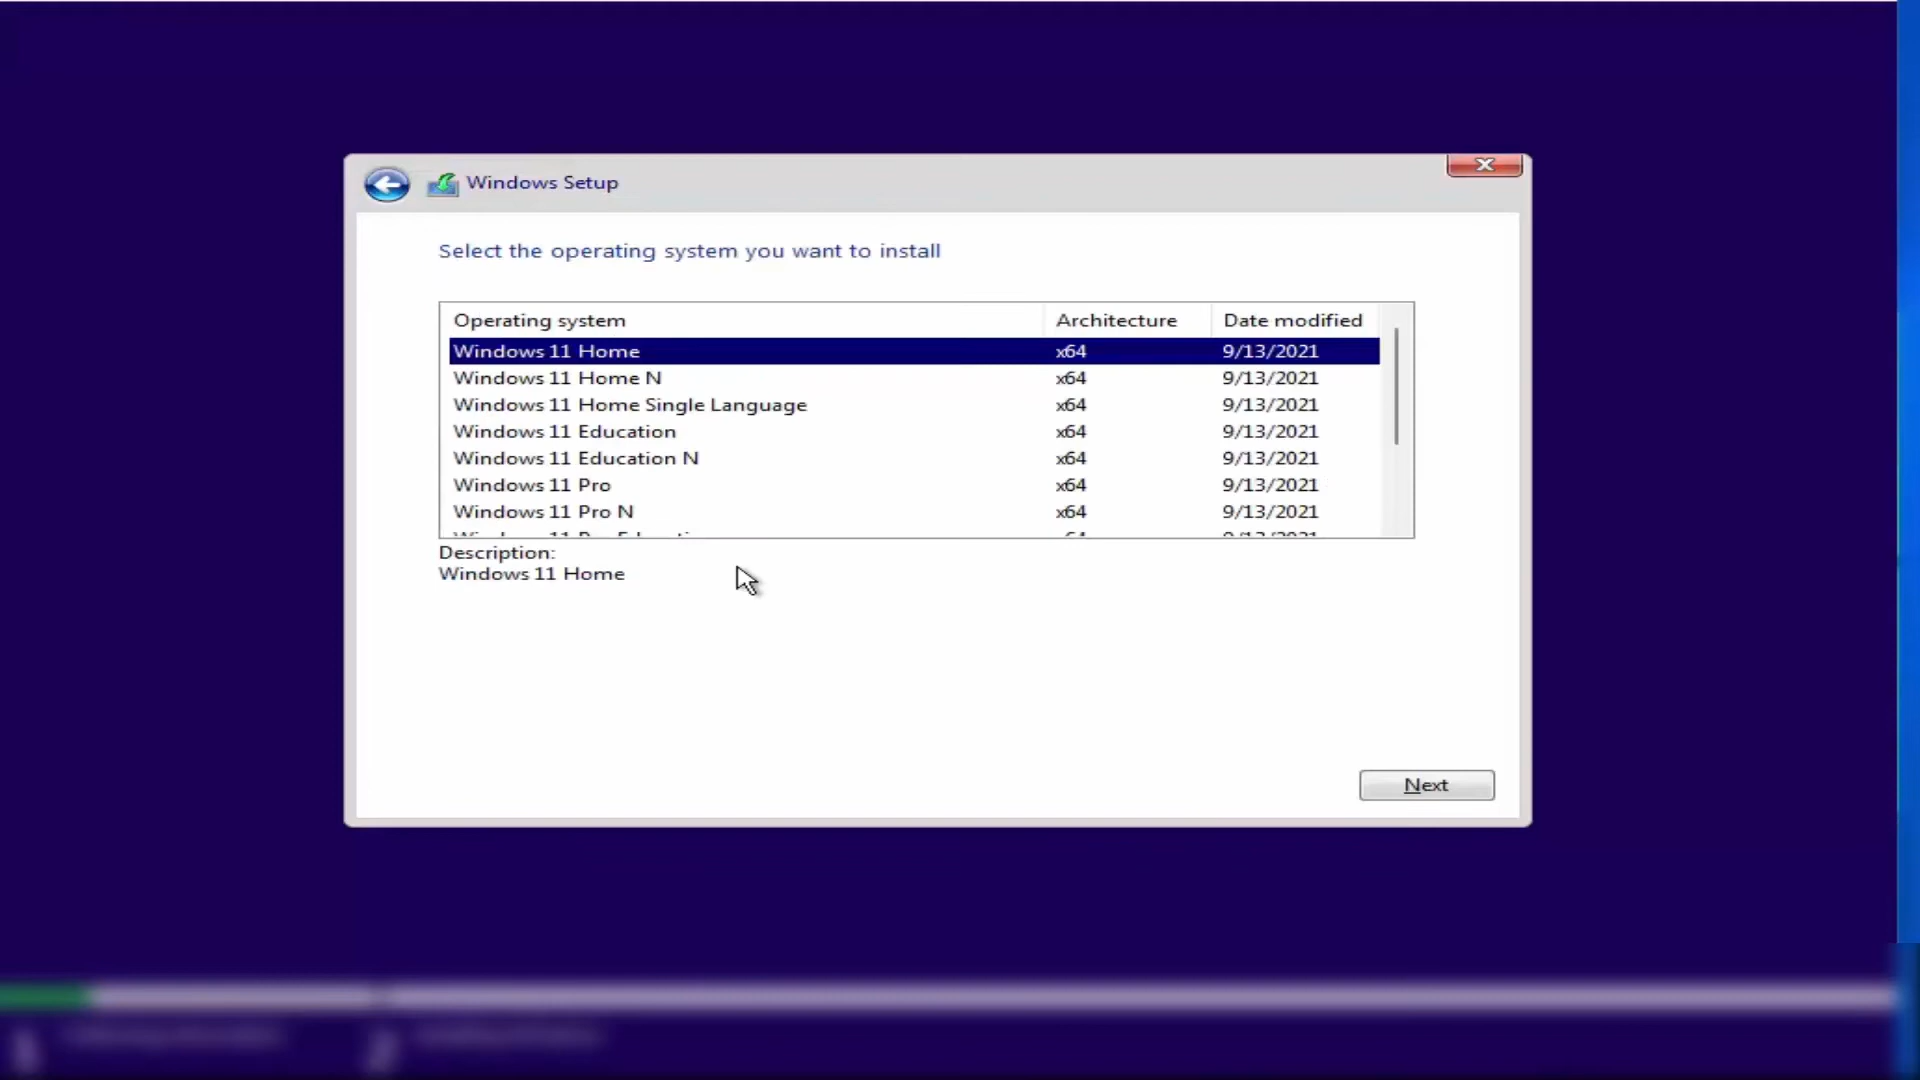 Windows Setup
Select the operating system you want to install
Operating system Architecture Date modified
Windows 11 Home x64 9/13/2021
Windows 11 Home N x64 9/13/2021
Windows 11 Home Single Language x64 9/13/2021
Windows 11 Education x64 9/13/2021
Windows 11 Education N x64 9/13/2021
Windows 11 Pro x64 9/13/2021
Windows 11 Pro N x64 9/13/2021
Description:
Windows 11 Home
Next
1 2